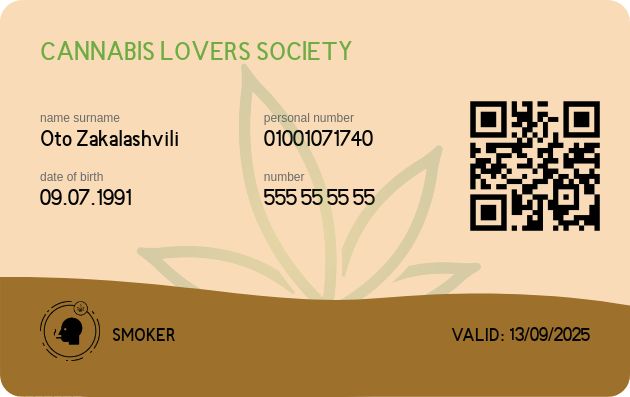 CANNABIS LOVERS SOCIETY
name surname
Oto Zakalashvili
personal number
01001071740
date of birth
09.07.1991
number
555 55 55 55
SMOKER
VALID: 13/09/2025